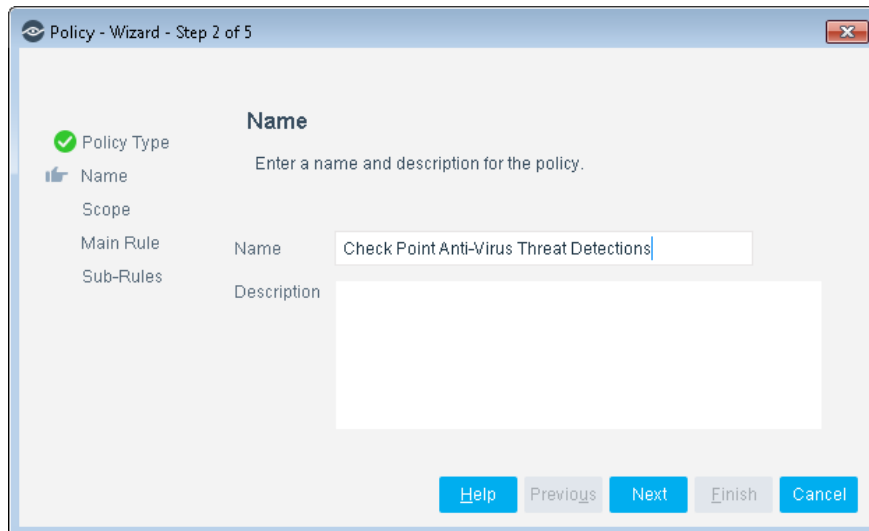 Policy - Wizard - Step 2 of 5
Policy Type
Name
Scope
Main Rule
Sub-Rules
Name
Enter a name and description for the policy.
Name
Check Point Anti-Virus Threat Detections
Description
Help
Previous
Next
Finish
Cancel